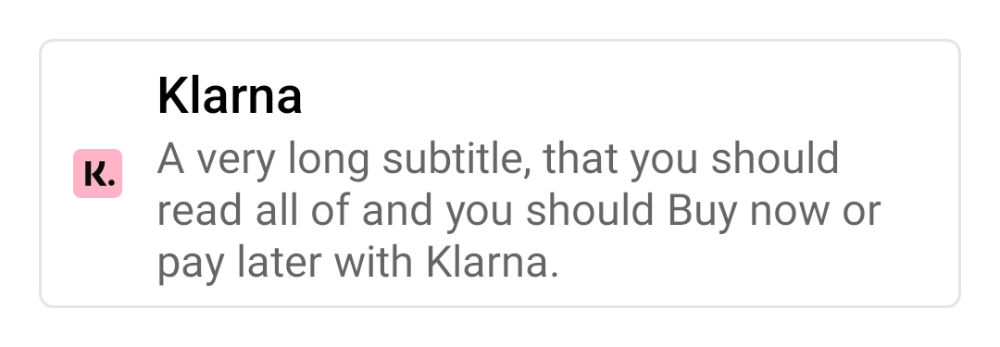 Klarna
K.
A very long subtitle, that you should
read all of and you should Buy now or
pay later with Klarna.